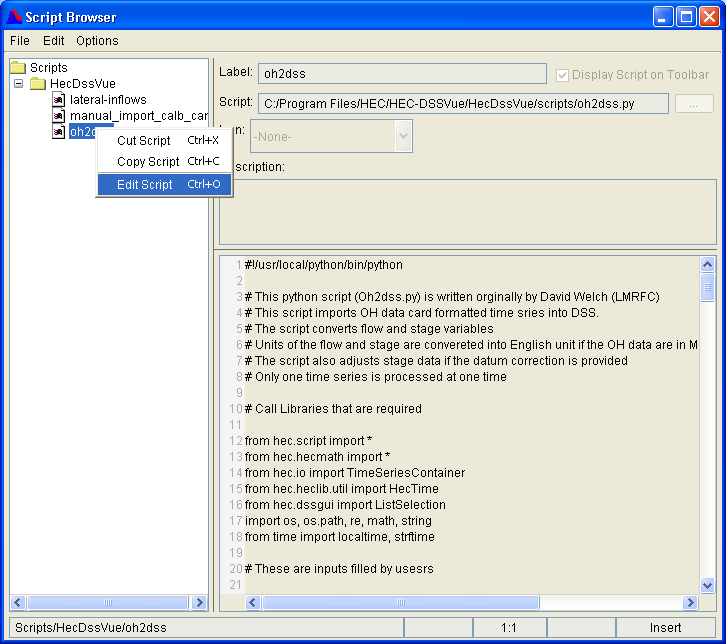 Script Browser
File Edit Options
Scripts
HecDssVue
lateral-inflows
manual_import_calb_car
oh2d
Cut Script Ctrl+X
Copy Script Ctrl+C
Edit Script Ctrl+O
Label: oh2dss
Display Script on Toolbar
Script: C:/Program Files/HEC/HEC-DSSVue/HecDssVue/scripts/oh2dss.py ...
n: -None-
scription:
1 #!/usr/local/python/bin/python
2
3 # This python script (Oh2dss.py) is written orginally by David Welch (LMRFC)
4 # This script imports OH data card formatted time sries into DSS.
5 # The script converts flow and stage variables
6 # Units of the flow and stage are convereted into English unit if the OH data are in M
7 # The script also adjusts stage data if the datum correction is provided
8 # Only one time series is processed at one time
9
10 # Call Libraries that are required
11
12 from hec.script import *
13 from hec.hecmath import *
14 from hec.io import TimeSeriesContainer
15 from hec.heclib.util import HecTime
16 from hec.dssgui import ListSelection
17 import os, os.path, re, math, string
18 from time import localtime, strftime
19
20 # These are inputs filled by usesrs
21
Scripts/HecDssVue/oh2dss 1:1 Insert